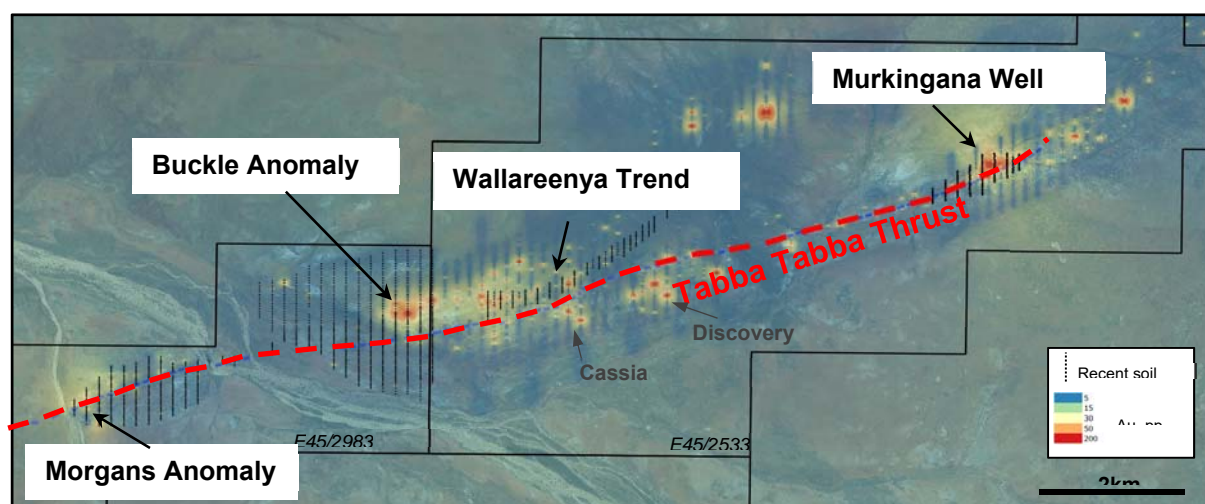 Murkingana Well
Buckle Anomaly
Wallareenya Trend
Tabba Tabba Thrust
Discovery
Cassia
Morgans Anomaly
E45/2983
E45/2533
Recent soil
5
15
30
50
200
2km